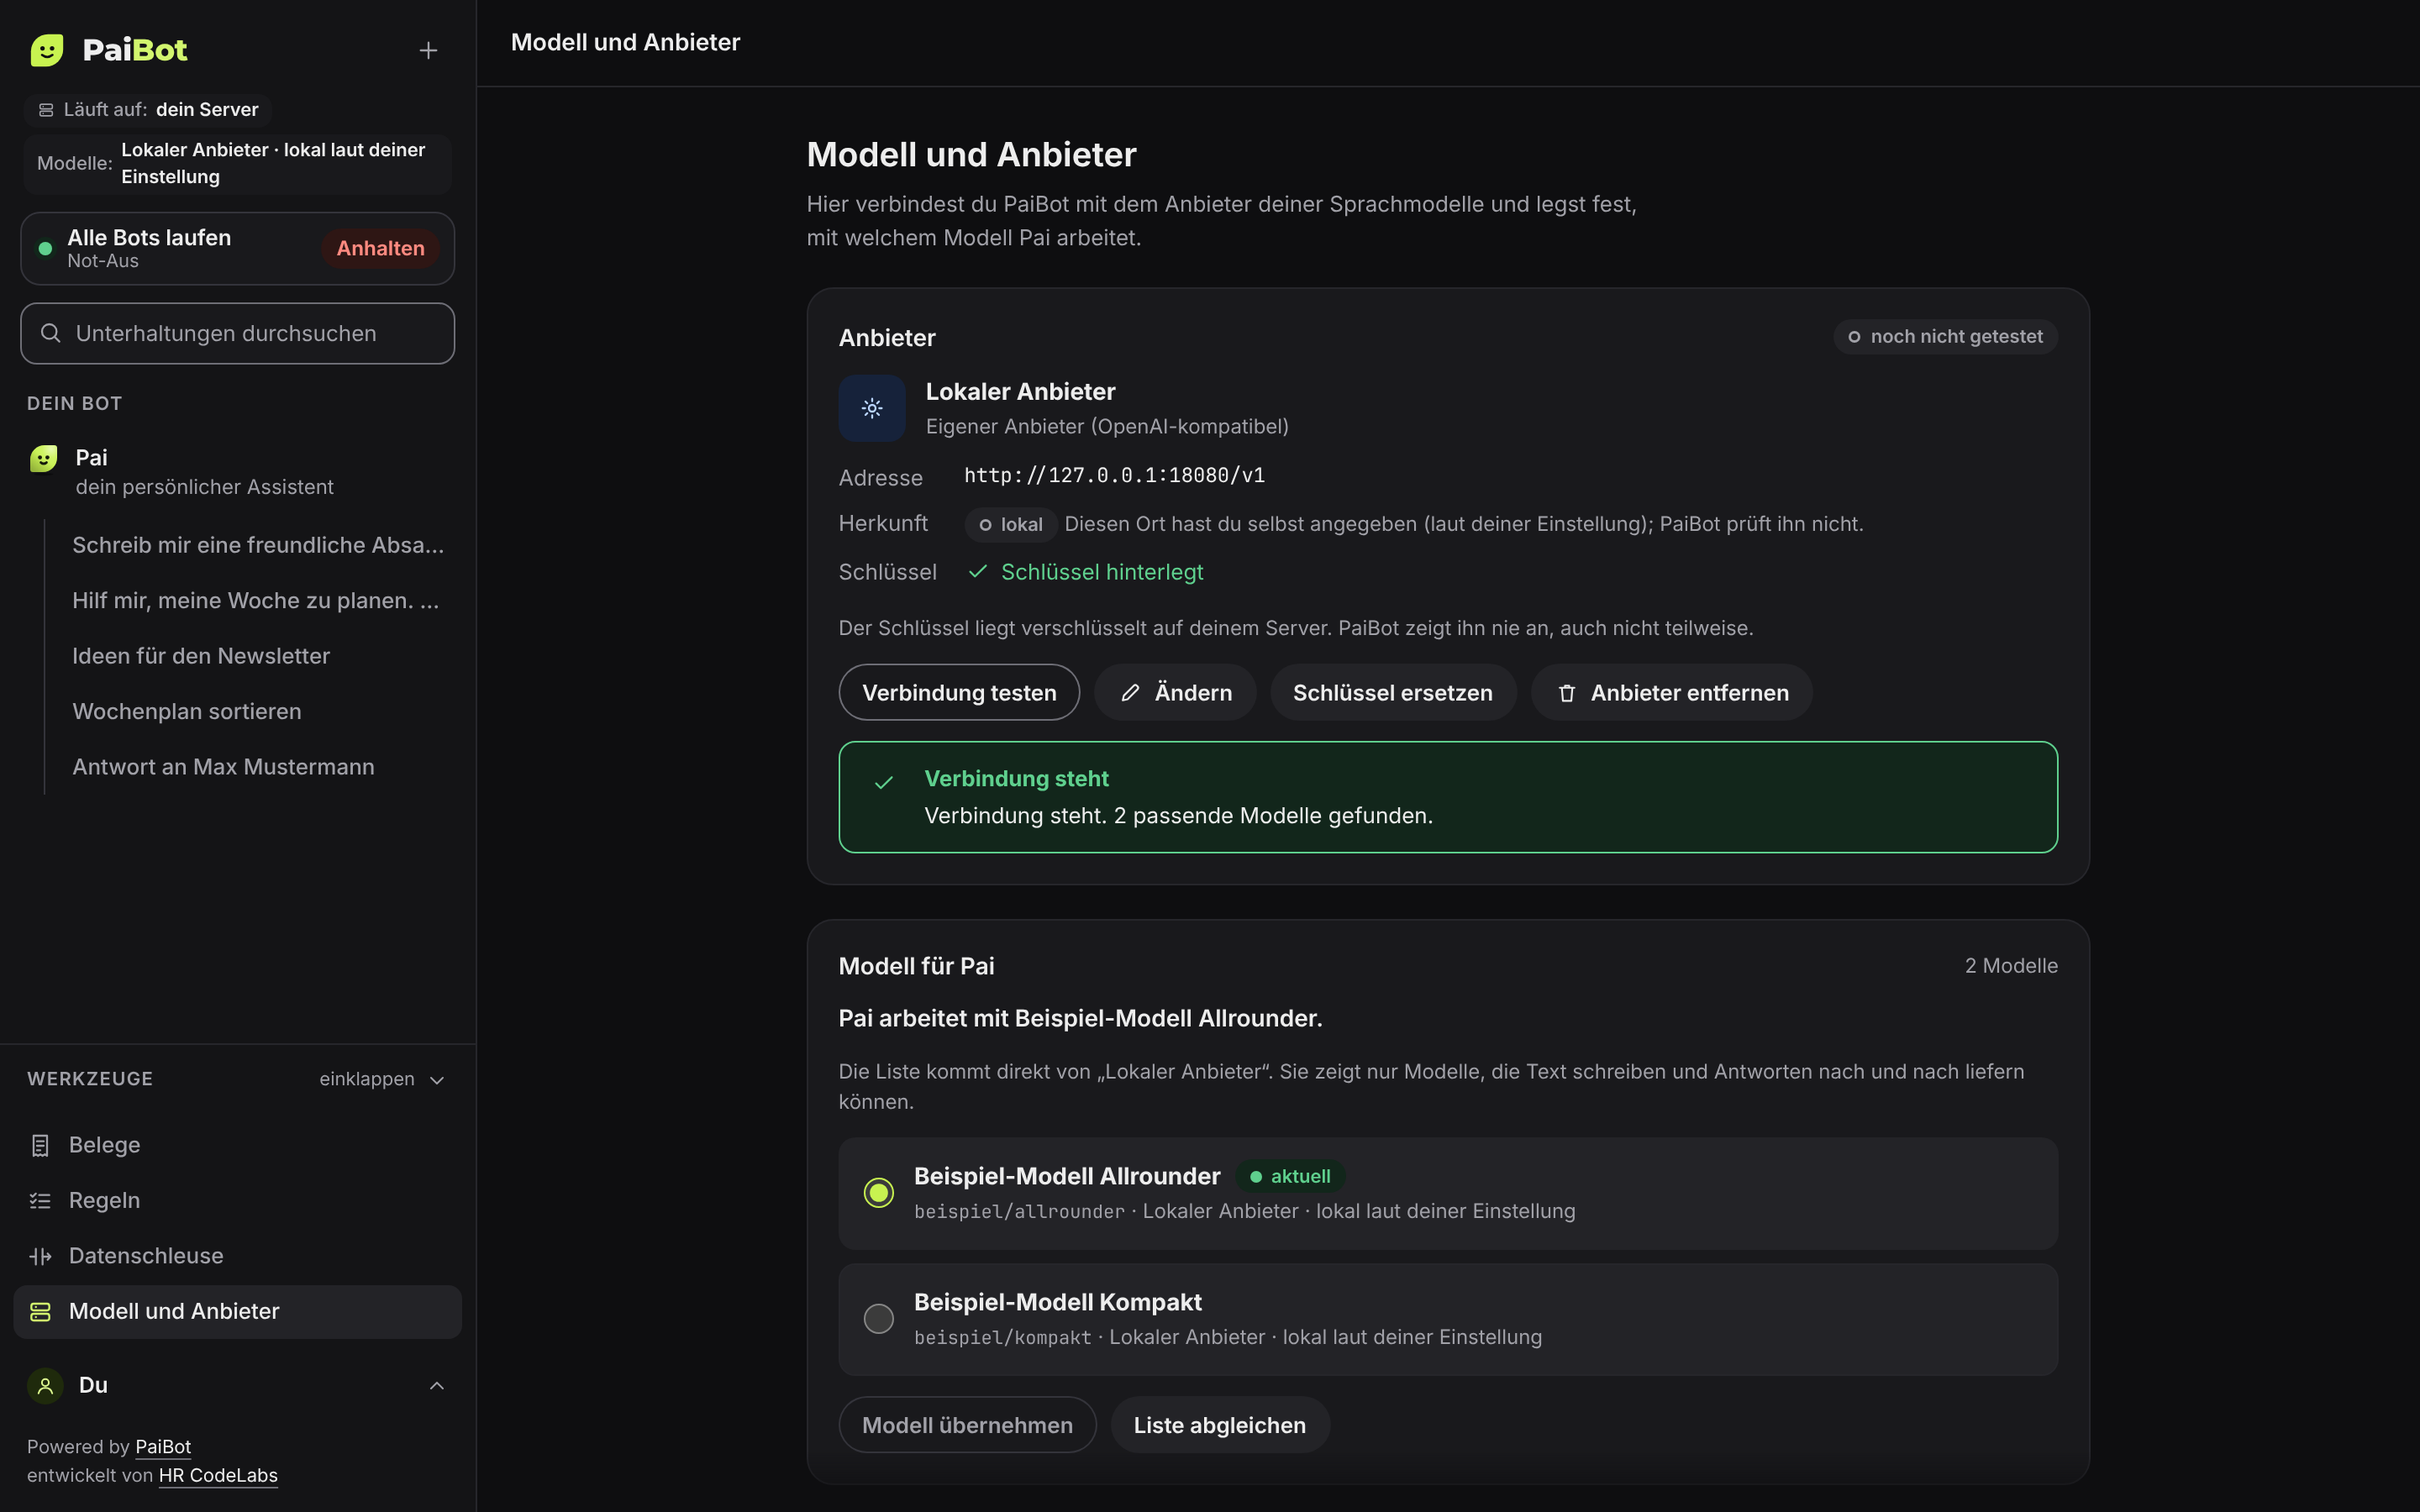 PaiBot
Läuft auf: dein Server
Modelle: Lokaler Anbieter · lokal laut deiner
Einstellung
Alle Bots laufen
Not-Aus
Anhalten
Unterhaltungen durchsuchen
DEIN BOT
Pai
dein persönlicher Assistent
Schreib mir eine freundliche Absa...
Hilf mir, meine Woche zu planen. ...
Ideen für den Newsletter
Wochenplan sortieren
Antwort an Max Mustermann
WERKZEUGE
einklappen
Belege
Regeln
Datenschleuse
Modell und Anbieter
Du
Powered by PaiBot
entwickelt von HR CodeLabs
Modell und Anbieter
Modell und Anbieter
Hier verbindest du PaiBot mit dem Anbieter deiner Sprachmodelle und legst fest,
mit welchem Modell Pai arbeitet.
Anbieter
noch nicht getestet
Lokaler Anbieter
Eigener Anbieter (OpenAI-kompatibel)
Adresse http://127.0.0.1:18080/v1
Herkunft lokal Diesen Ort hast du selbst angegeben (laut deiner Einstellung); PaiBot prüft ihn nicht.
Schlüssel Schlüssel hinterlegt
Der Schlüssel liegt verschlüsselt auf deinem Server. PaiBot zeigt ihn nie an, auch nicht teilweise.
Verbindung testen Ändern Schlüssel ersetzen Anbieter entfernen
Verbindung steht
Verbindung steht. 2 passende Modelle gefunden.
Modell für Pai
2 Modelle
Pai arbeitet mit Beispiel-Modell Allrounder.
Die Liste kommt direkt von „Lokaler Anbieter“. Sie zeigt nur Modelle, die Text schreiben und Antworten nach und nach liefern
können.
Beispiel-Modell Allrounder aktuell
beispiel/allrounder · Lokaler Anbieter · lokal laut deiner Einstellung
Beispiel-Modell Kompakt
beispiel/kompakt · Lokaler Anbieter · lokal laut deiner Einstellung
Modell übernehmen Liste abgleichen